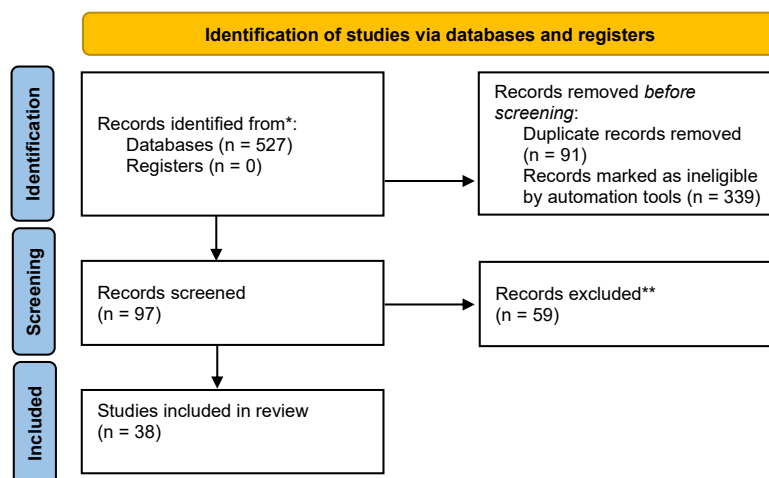 Identification of studies via databases and registers
Identification
Records identified from*:
Databases (n = 527)
Registers (n = 0)
Records removed before
screening:
Duplicate records removed
(n = 91)
Records marked as ineligible
by automation tools (n = 339)
Screening
Records screened
(n = 97)
Records excluded**
(n = 59)
Included
Studies included in review
(n = 38)